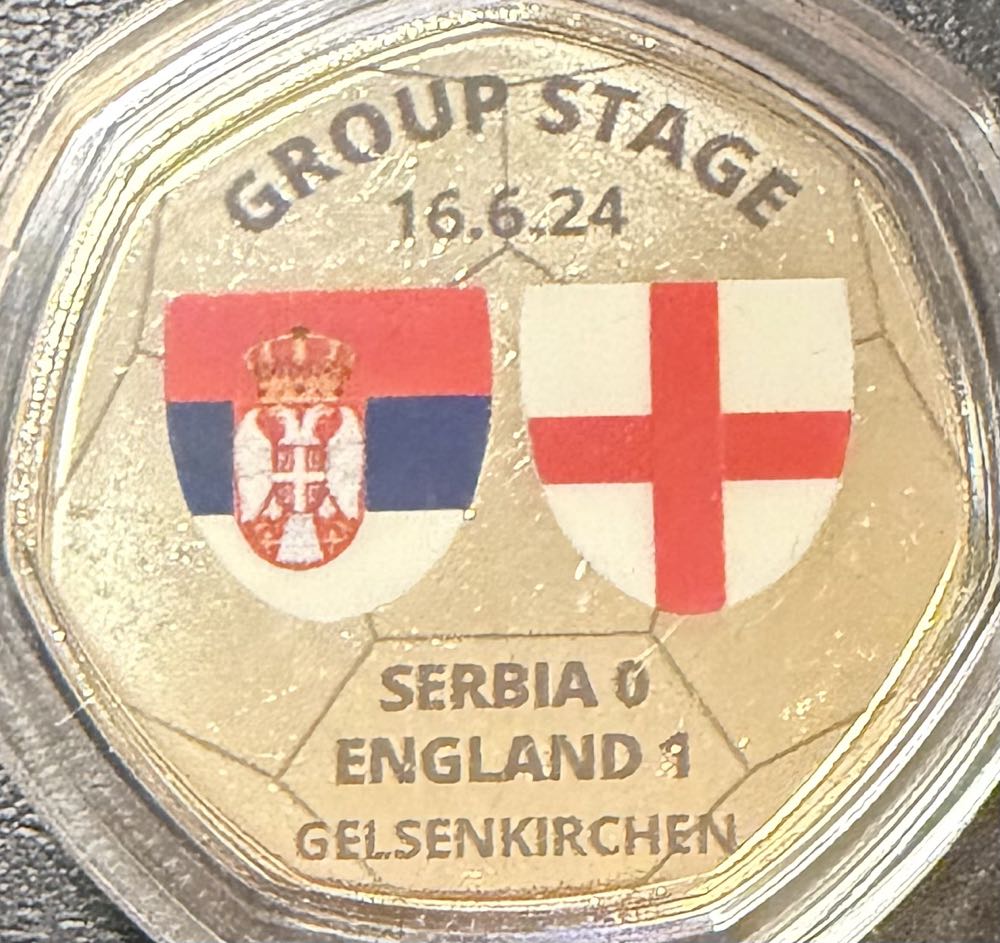 GROUP STAGE
16.6.24
SERBIA 0
ENGLAND 1
GELSENKIRCHEN